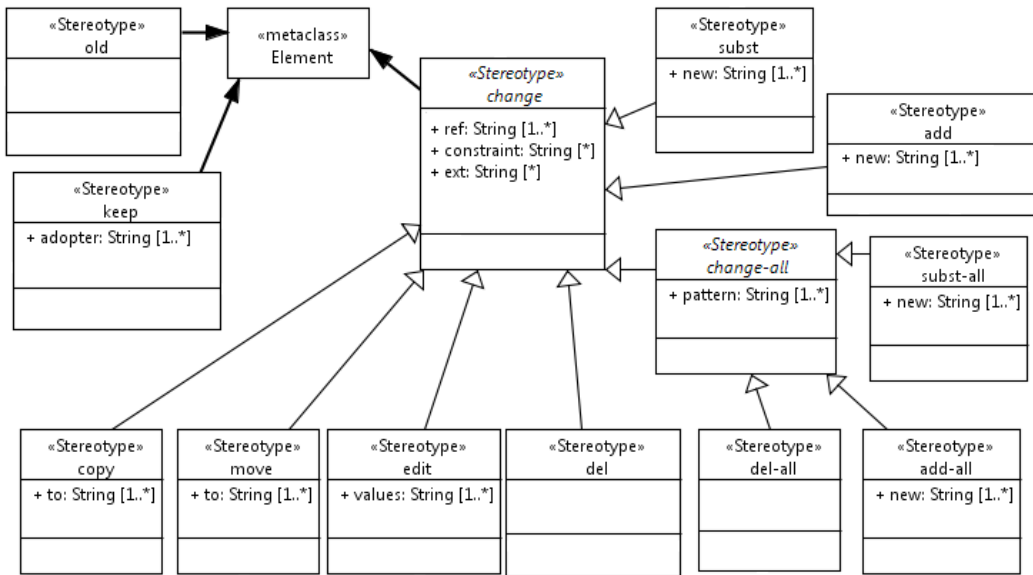 «Stereotype»
old
«metaclass»
Element
«Stereotype»
change
+ ref: String [1..*]
+ constraint: String [*]
+ ext: String [*]
«Stereotype»
subst
+ new: String [1..*]
«Stereotype»
add
+ new: String [1..*]
«Stereotype»
keep
+ adopter: String [1..*]
«Stereotype»
change-all
+ pattern: String [1..*]
«Stereotype»
subst-all
+ new: String [1..*]
«Stereotype»
copy
+ to: String [1..*]
«Stereotype»
move
+ to: String [1..*]
«Stereotype»
edit
+ values: String [1..*]
«Stereotype»
del
«Stereotype»
del-all
«Stereotype»
add-all
+ new: String [1..*]